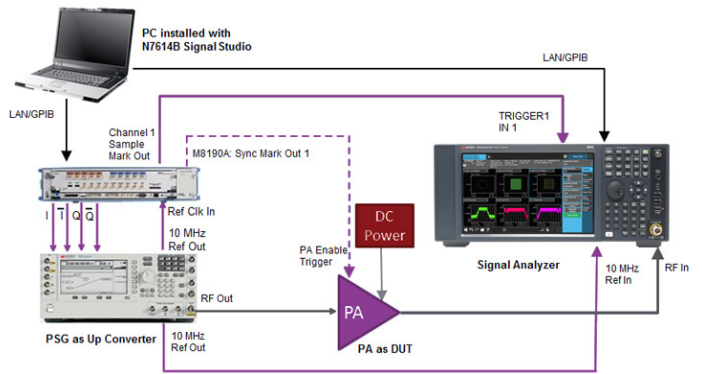 PC installed with
N7614B Signal Studio
LAN/GPIB
LAN/GPIB
Channel 1
Sample
Mark Out
M8190A: Sync Mark Out 1
TRIGGER1
IN 1
I I Q Q
Ref Clk In
10 MHz
Ref Out
DC
Power
PA Enable
Trigger
Signal Analyzer
10 MHz
Ref In
RF In
RF Out
PA
PSG as Up Converter
10 MHz
Ref Out
PA as DUT